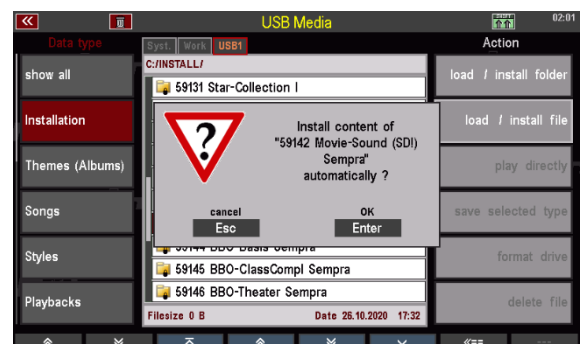 USB Media
02:01
Data type
Syst. Work USB1
Action
C:/INSTALL/
show all
59131 Star-Collection I
load / install folder
Installation
Install content of
"59142 Movie-Sound (SDI)
Sempra"
automatically ?
load / install file
Themes (Albums)
play directly
Songs
cancel
OK
Esc
Enter
save selected type
59144 BBO-Basis Sempra
Styles
59145 BBO-ClassCompl Sempra
format drive
Playbacks
59146 BBO-Theater Sempra
delete file
Filesize 0 B
Date 26.10.2020 17:32